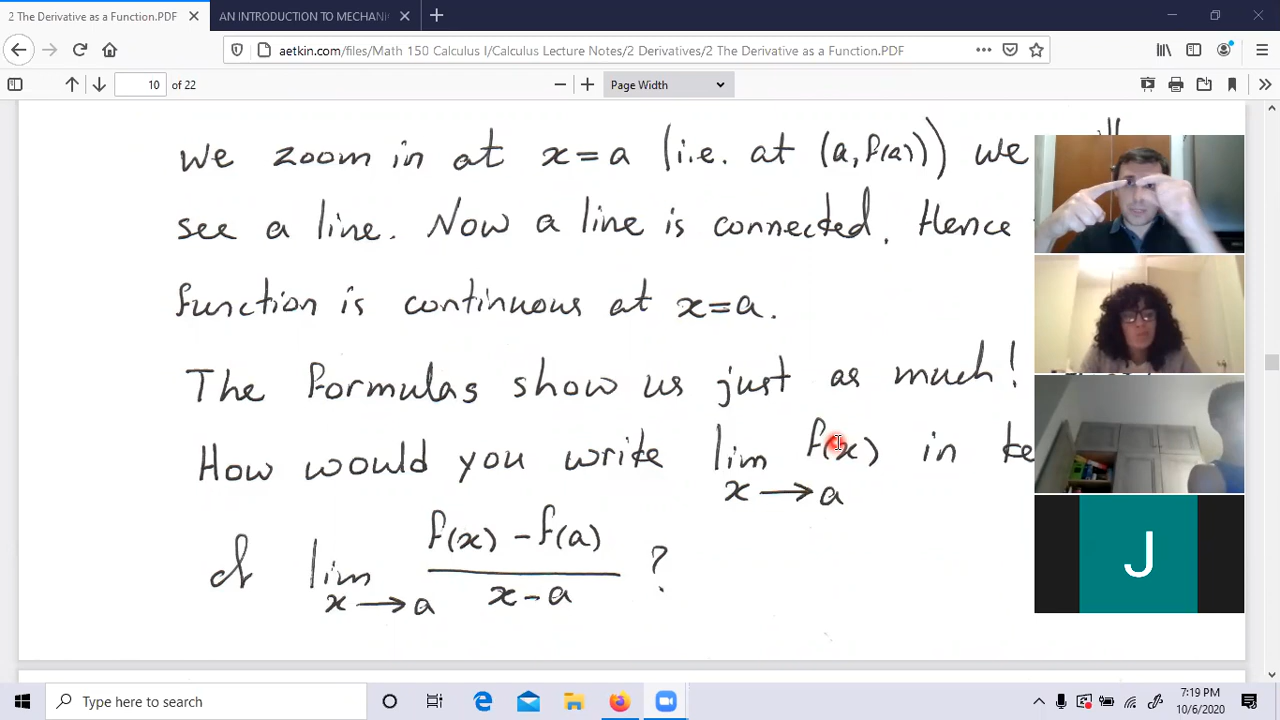 2 The Derivative as a Function.PDF
AN INTRODUCTION TO MECHANI
aetkin.com/files/Math 150 Calculus I/Calculus Lecture Notes/2 Derivatives/2 The Derivative as a Function.PDF
10 of 22
Page Width
We zoom in at x=a (i.e. at (a, f(a))) we
see a line. Now a line is connected. Hence
function is continuous at x=a.
The formulas show us just as much!
How would you write lim f(x) in te
x→a
of lim f(x) - f(a) / x - a ?
x→a
J
Type here to search
7:19 PM
10/6/2020